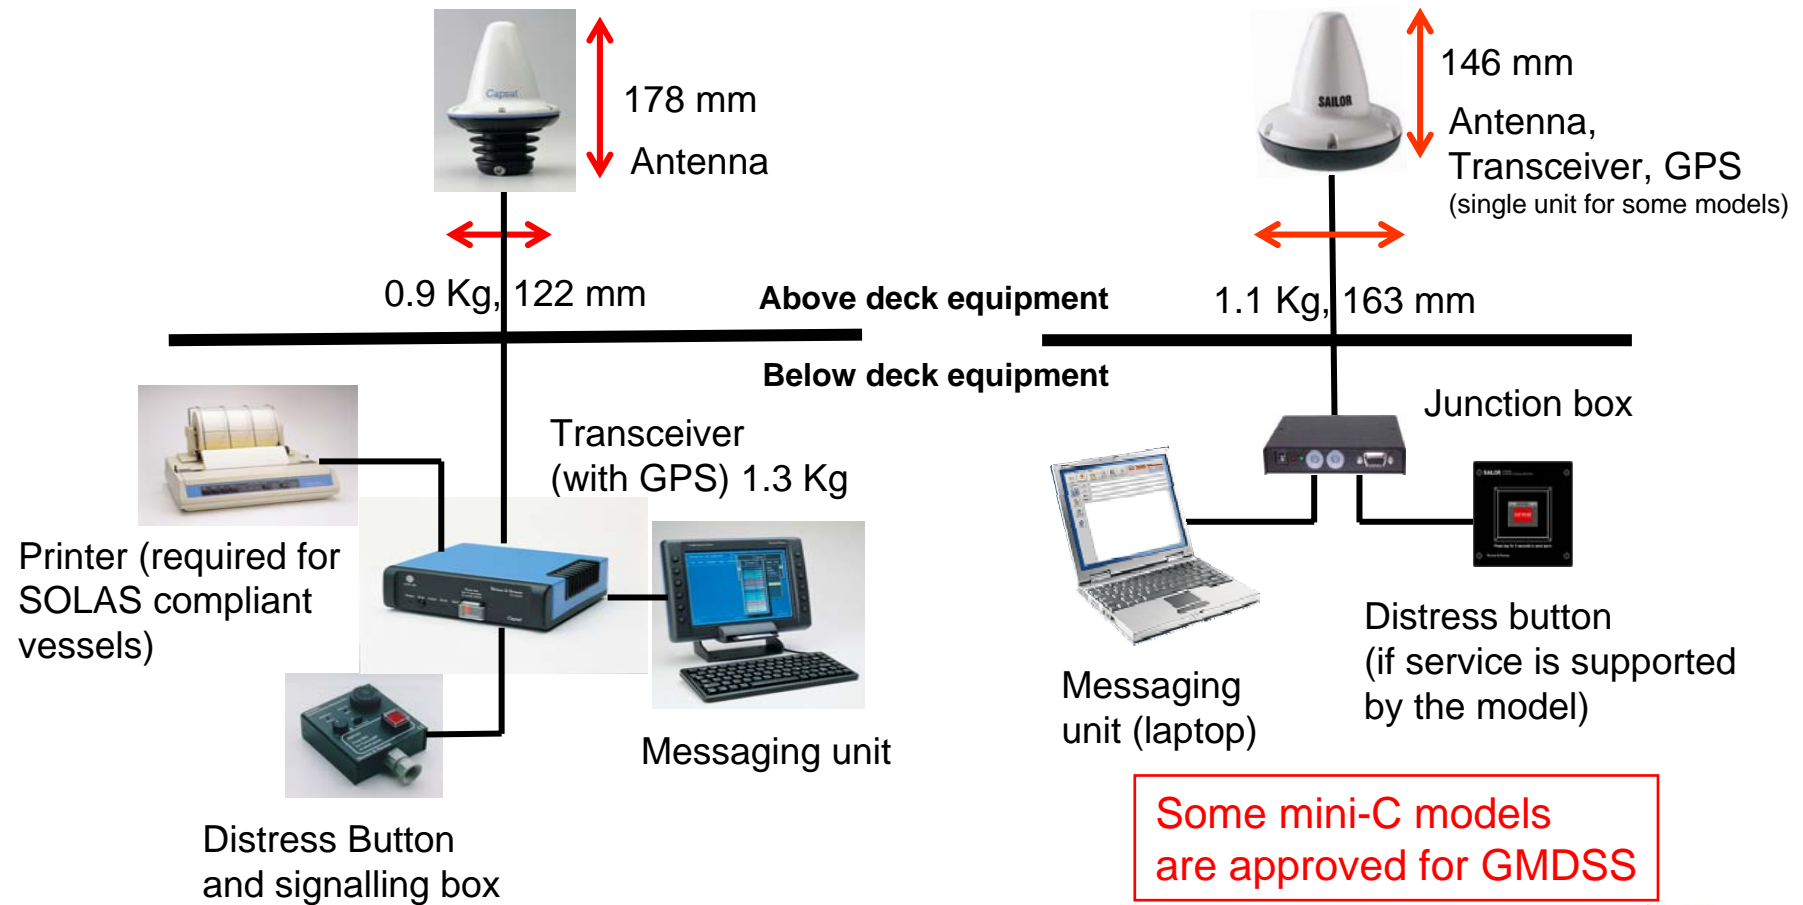 Capsat
178 mm
Antenna
0.9 Kg, 122 mm
SAILOR
146 mm
Antenna,
Transceiver, GPS
(single unit for some models)
1.1 Kg, 163 mm
Above deck equipment
Below deck equipment
Transceiver
(with GPS) 1.3 Kg
Printer (required for
SOLAS compliant
vessels)
Capsat
Messaging unit
Distress Button
and signalling box
Junction box
SAILOR
Messaging
unit (laptop)
Distress button
(if service is supported
by the model)
Some mini-C models
are approved for GMDSS